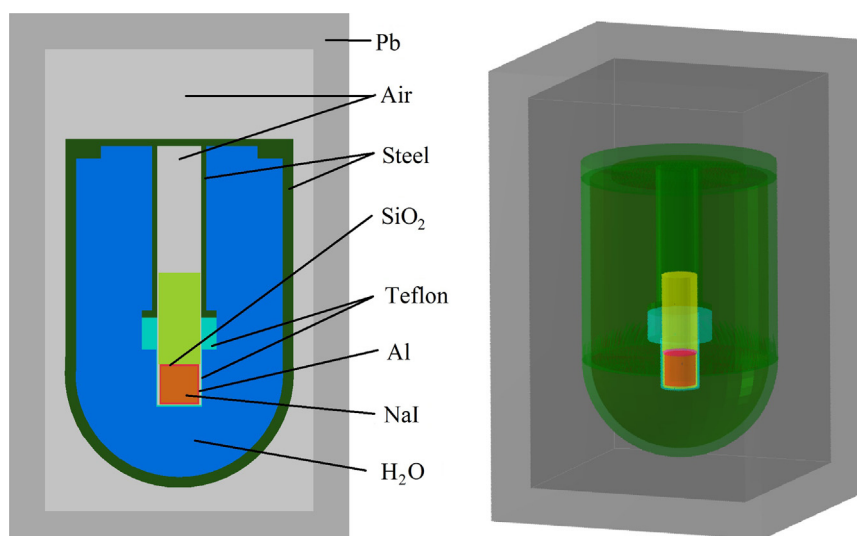 Pb
Air
Steel
SiO₂
Teflon
Al
NaI
H₂O